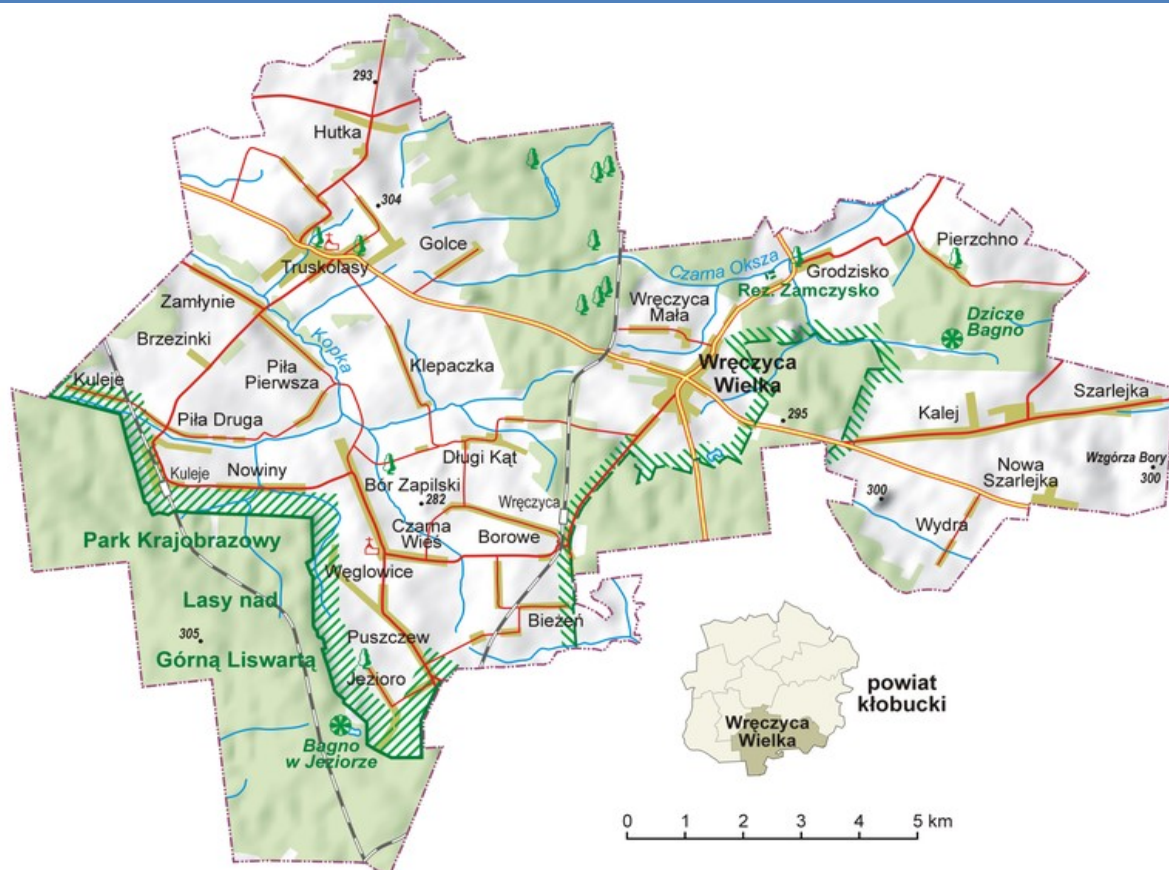 293
Hutka
304
Golce
Truskolasy
Zamłynie
Brzezinki
Kopka
Piła
Pierwsza
Klepaczka
Kuleje
Piła Druga
Kuleje
Nowiny
Długi Kąt
Bór Zapilski
282
Wręczyca
Czarna
Wieś
Borowe
Węglowice
Bieżeń
Puszczew
Jezioro
Park Krajobrazowy
Lasy nad
305
Górną Liswartą
Bagno
w Jeziorze
Czarna Oksza
Wręczyca
Mała
Rez. Zamczysko
Grodzisko
Pierzchno
Dzicze
Bagno
Wręczyca
Wielka
295
Kalej
Szarlejka
Nowa
Szarlejka
Wzgórza Bory
300
300
Wydra
powiat
kłobucki
Wręczyca
Wielka
0 1 2 3 4 5 km